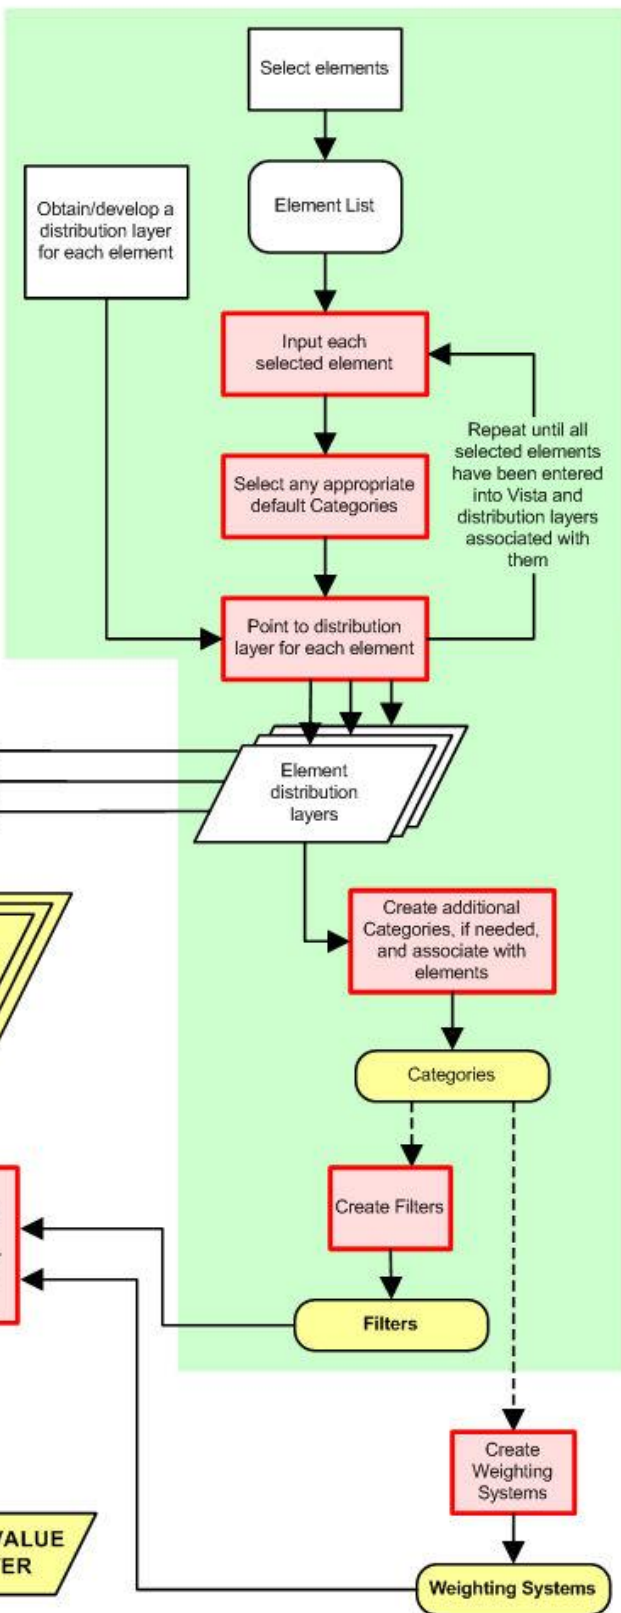 Select elements
Element List
Obtain/develop a
distribution layer
for each element
Input each
selected element
Repeat until all
selected elements
have been entered
into Vista and
distribution layers
associated with
them
Select any appropriate
default Categories
Point to distribution
layer for each element
Element
distribution
layers
Create additional
Categories, if needed,
and associate with
elements
Categories
Create Filters
Filters
Create
Weighting
Systems
VALUE
ER
Weighting Systems